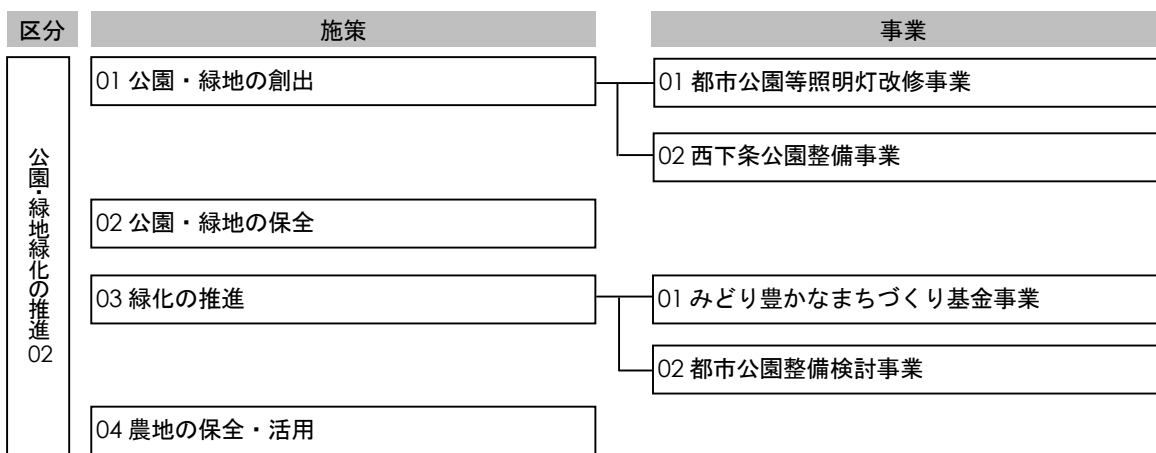 区分
施策
事業
公園・緑地緑化の推進02
01 公園・緑地の創出
01 都市公園等照明灯改修事業
02 西下条公園整備事業
02 公園・緑地の保全
03 緑化の推進
01 みどり豊かなまちづくり基金事業
02 都市公園整備検討事業
04 農地の保全・活用